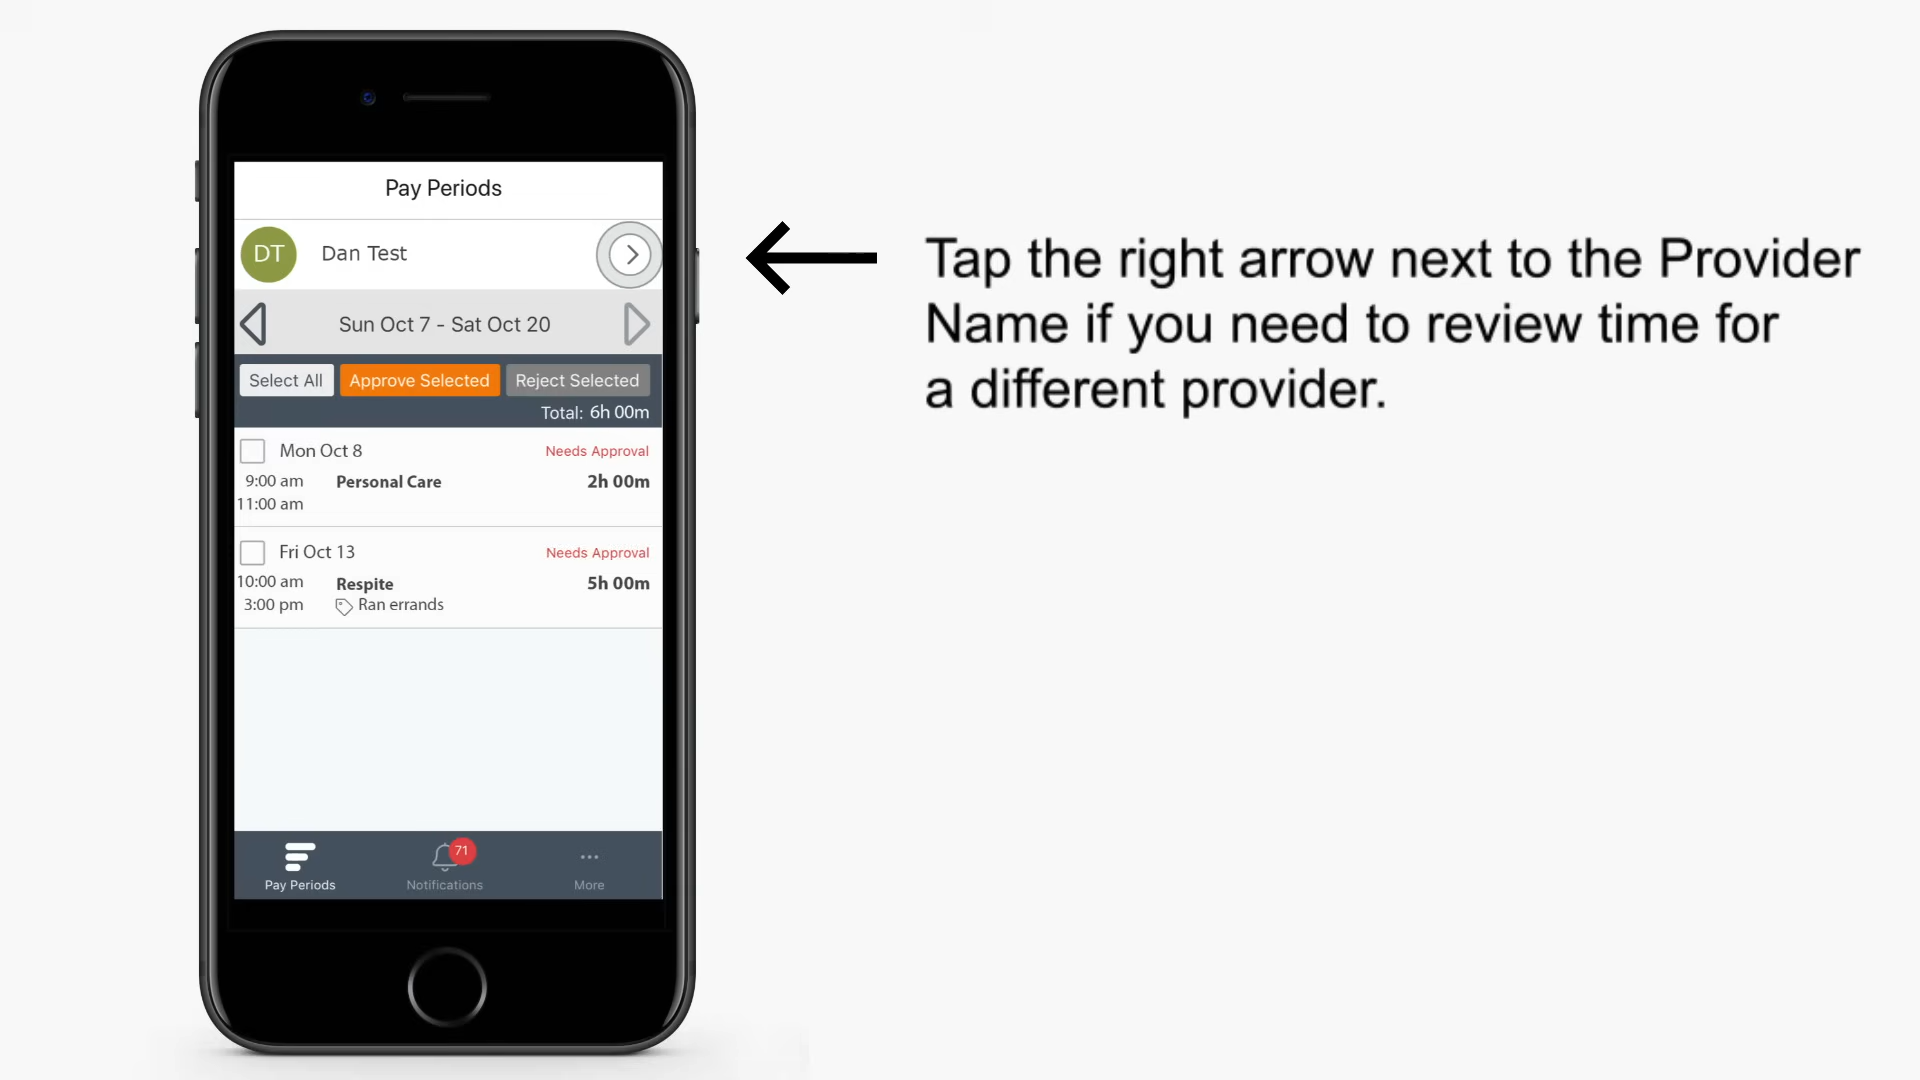 Pay Periods
DT Dan Test
Sun Oct 7 - Sat Oct 20
Select All Approve Selected Reject Selected
Total: 6h 00m
Mon Oct 8 Needs Approval
9:00 am Personal Care 2h 00m
11:00 am
Fri Oct 13 Needs Approval
10:00 am Respite 5h 00m
3:00 pm Ran errands
71
Pay Periods Notifications More
Tap the right arrow next to the Provider
Name if you need to review time for
a different provider.